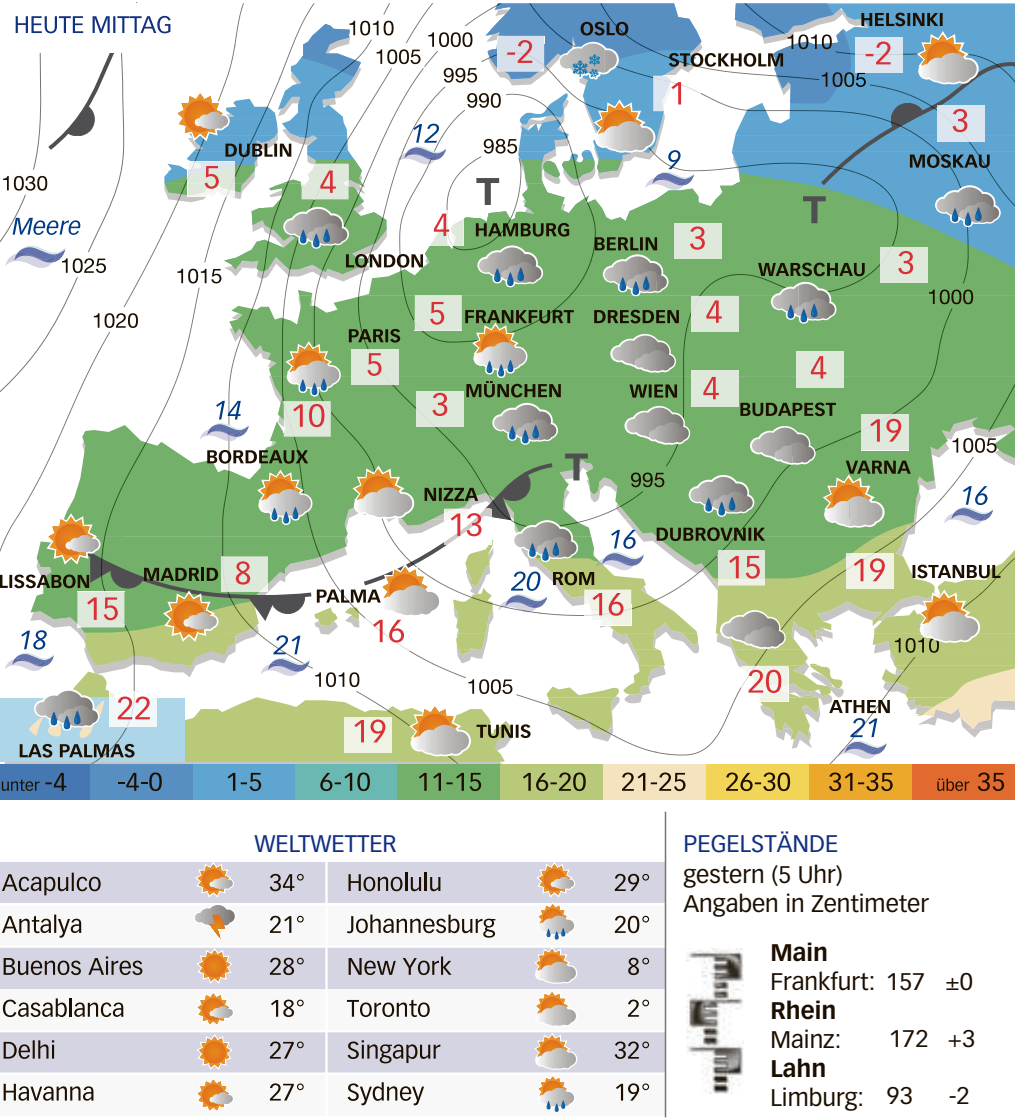 HEUTE MITTAG
1010
1005
1000
995
990
985
-2
OSLO
STOCKHOLM
1
1010
1005
HELSINKI
-2
3
MOSKAU
12
9
DUBLIN
5
4
1030
Meere
1025
1020
1015
LONDON
4
T
HAMBURG
BERLIN
3
T
WARSCHAU
3
1000
PARIS
5
5
FRANKFURT
DRESDEN
4
10
3
MÜNCHEN
WIEN
4
4
BUDAPEST
14
BORDEAUX
19
VARNA
1005
NIZZA
13
T
995
16
DUBROVNIK
15
16
LISSABON
15
MADRID
8
PALMA
16
20
ROM
16
19
ISTANBUL
18
21
1010
1005
1010
20
ATHEN
21
22
LAS PALMAS
19
TUNIS
unter -4 -4-0 1-5 6-10 11-15 16-20 21-25 26-30 31-35 über 35
WELTWETTER
Acapulco 34° Honolulu 29°
Antalya 21° Johannesburg 20°
Buenos Aires 28° New York 8°
Casablanca 18° Toronto 2°
Delhi 27° Singapur 32°
Havanna 27° Sydney 19°
PEGELSTÄNDE
gestern (5 Uhr)
Angaben in Zentimeter
Main
Frankfurt: 157 ±0
Rhein
Mainz: 172 +3
Lahn
Limburg: 93 -2